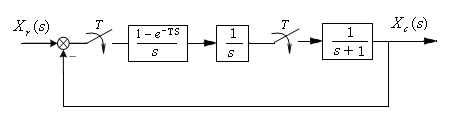 X_r(s)
T
1-e^{-TS}/s
1/s
T
1/(s+1)
X_c(s)
−